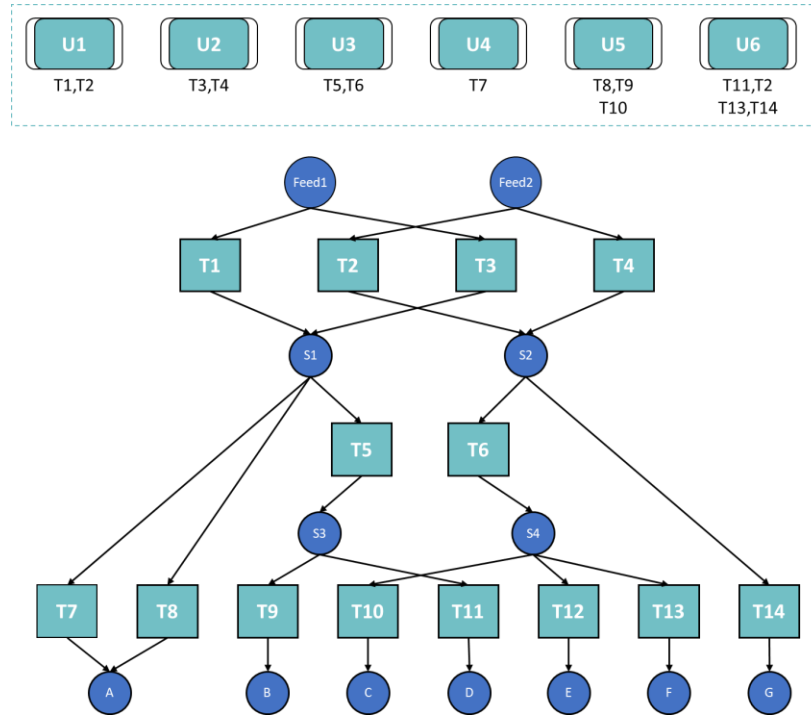 U1 U2 U3 U4 U5 U6
T1,T2 T3,T4 T5,T6 T7 T8,T9 T11,T2
T10 T13,T14
Feed1 Feed2
T1 T2 T3 T4
S1 S2
T5 T6
S3 S4
T7 T8 T9 T10 T11 T12 T13 T14
A B C D E F G